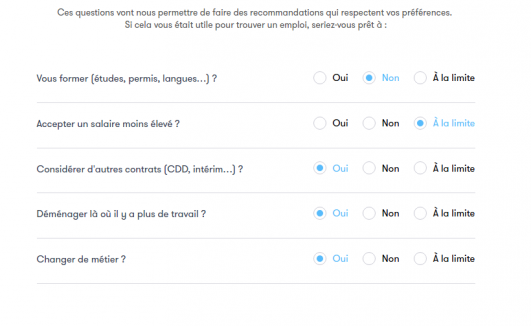 Ces questions vont nous permettre de faire des recommandations qui respectent vos préférences.
Si cela vous était utile pour trouver un emploi, seriez-vous prêt à :
Vous former (études, permis, langues...) ? Oui Non À la limite
Accepter un salaire moins élevé ? Oui Non À la limite
Considérer d'autres contrats (CDD, intérim...) ? Oui Non À la limite
Déménager là où il y a plus de travail ? Oui Non À la limite
Changer de métier ? Oui Non À la limite